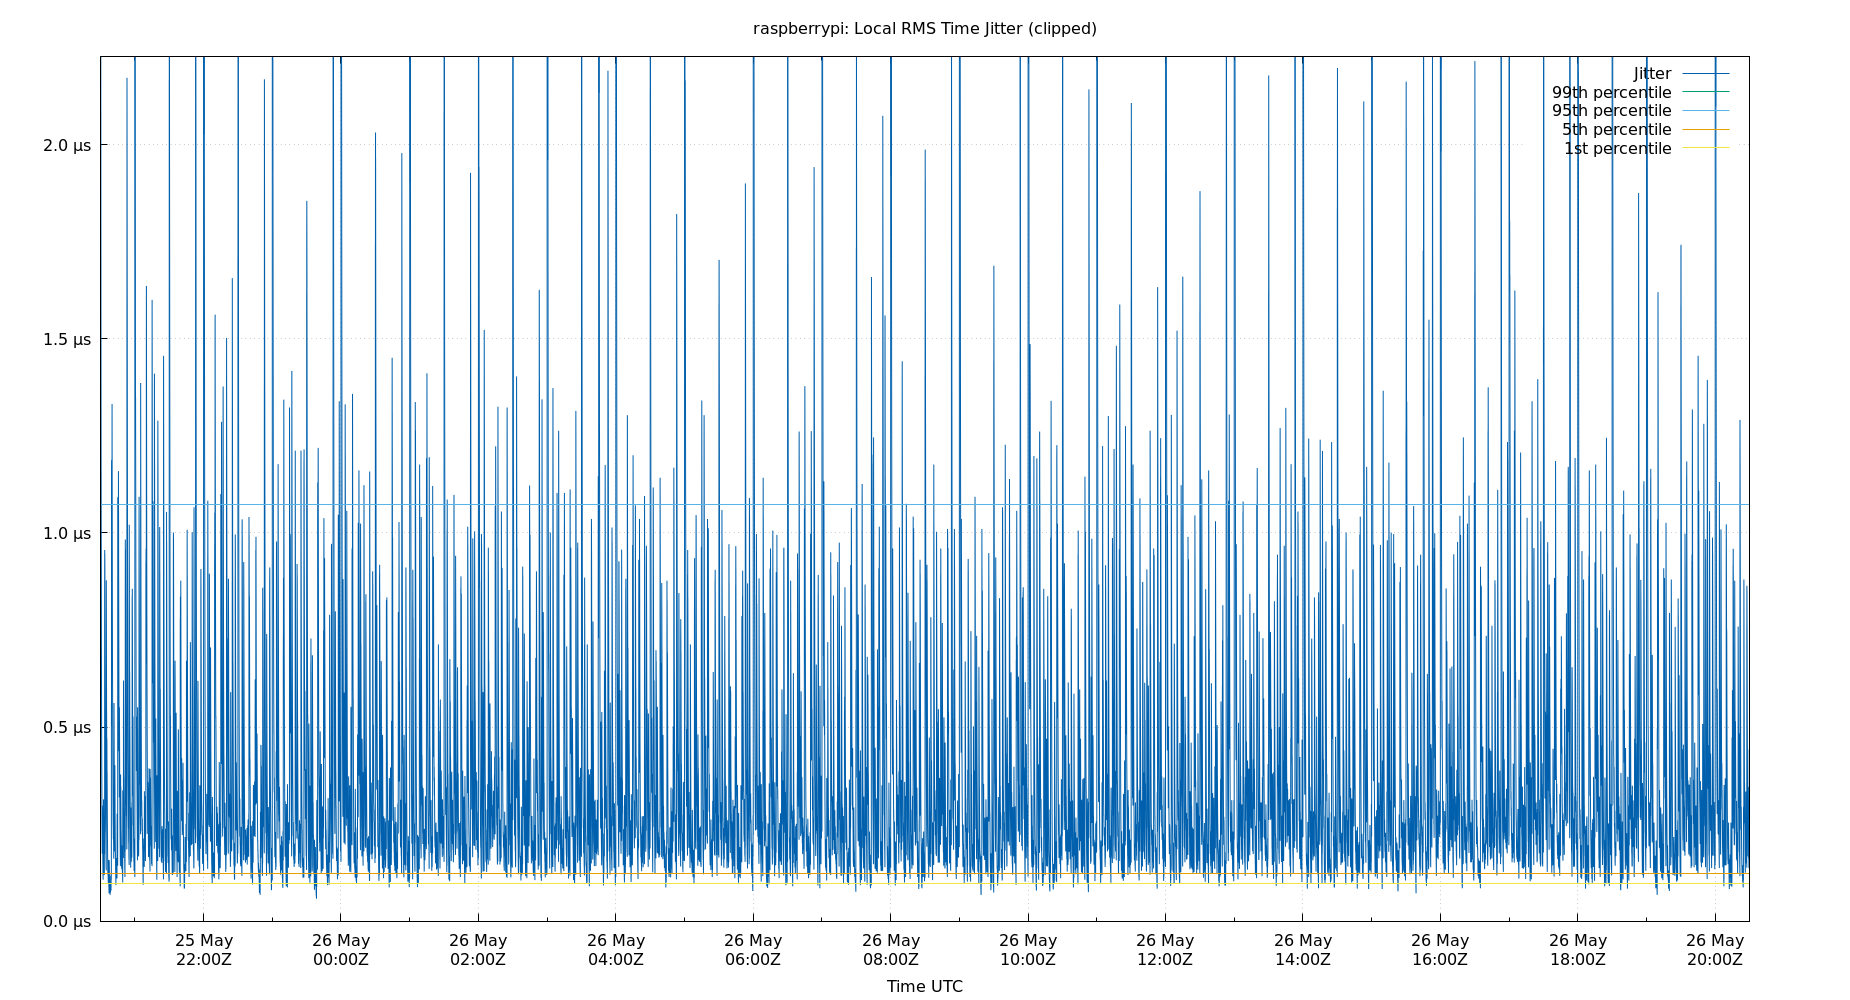 raspberrypi: Local RMS Time Jitter (clipped)
Jitter
99th percentile
95th percentile
5th percentile
1st percentile
2.0 µs
1.5 µs
1.0 µs
0.5 µs
0.0 µs
25 May 26 May 26 May 26 May 26 May 26 May 26 May 26 May 26 May 26 May 26 May 26 May
22:00Z 00:00Z 02:00Z 04:00Z 06:00Z 08:00Z 10:00Z 12:00Z 14:00Z 16:00Z 18:00Z 20:00Z
Time UTC